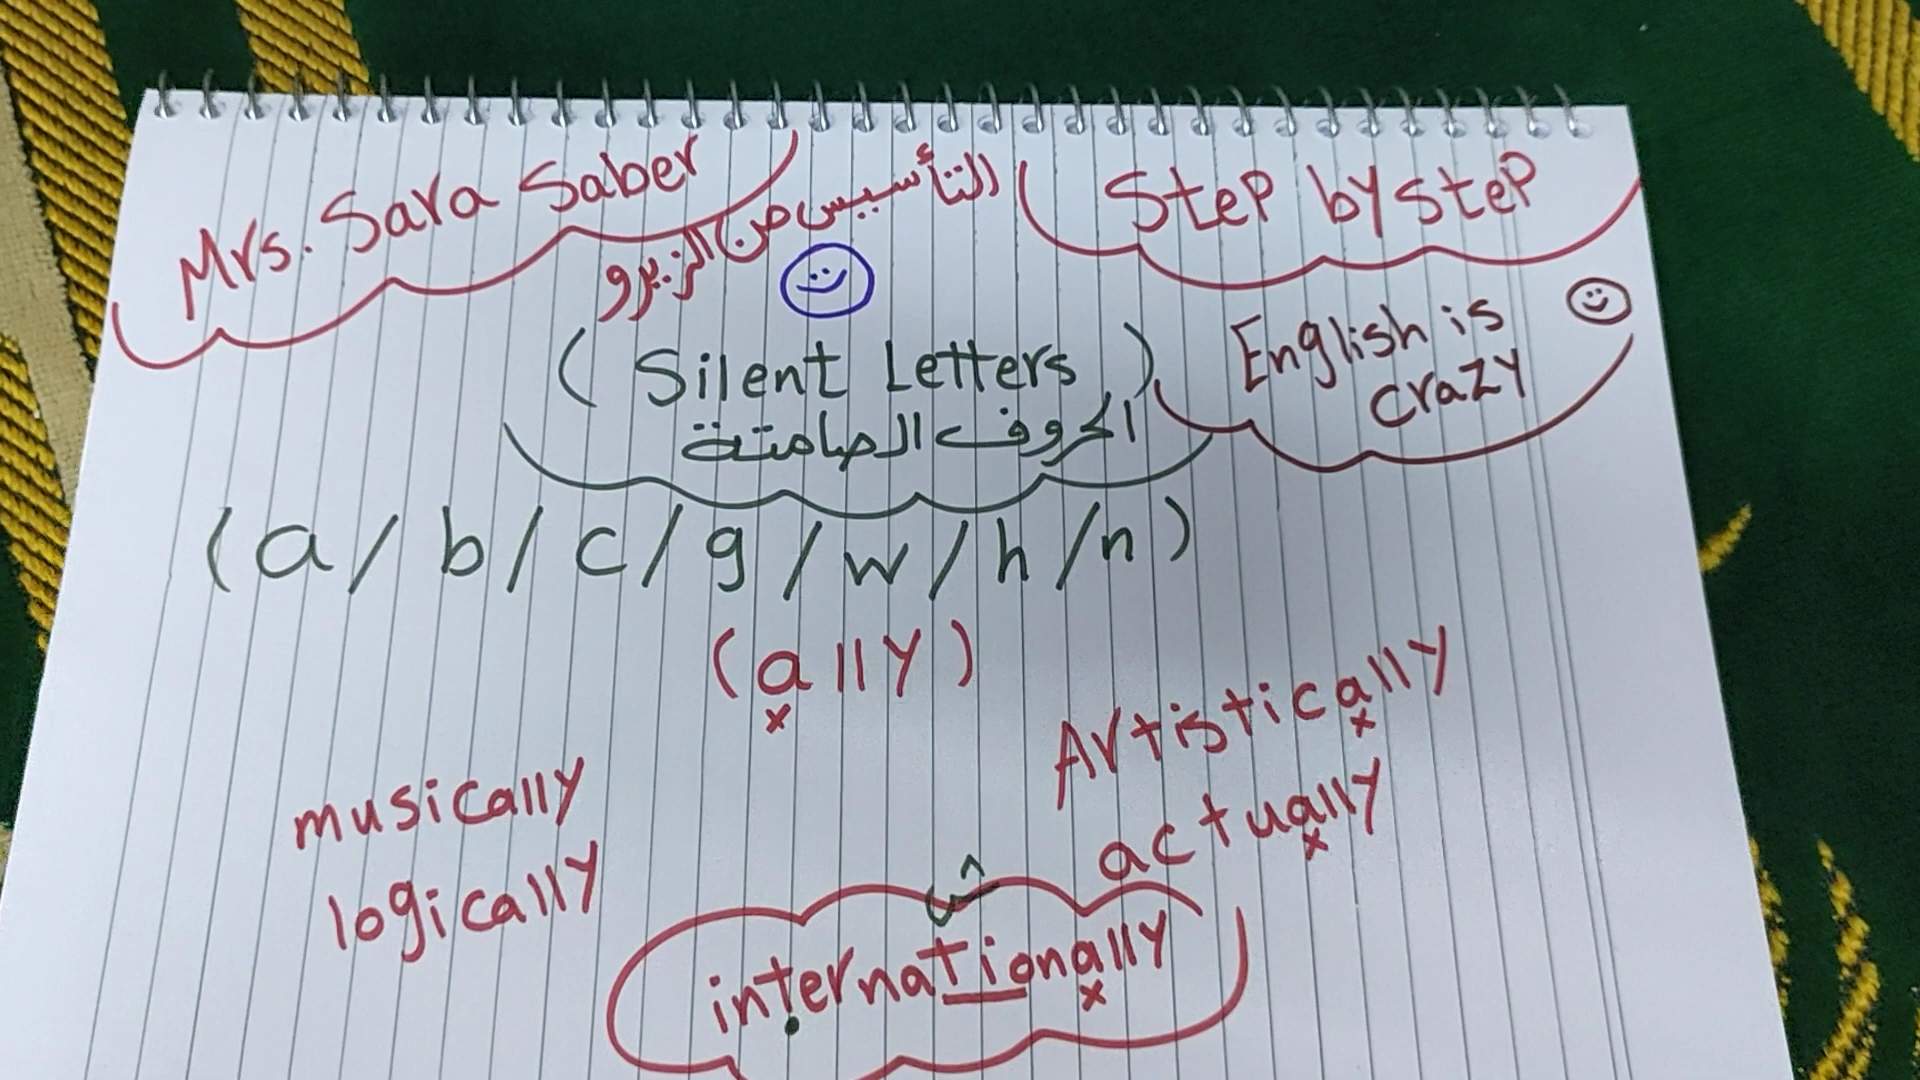 Mrs. Sara Saber
التأسيس من الزيرو
Step by step
English is
crazy
( Silent Letters )
الحروف الصامتة
( a / b / c / g / w / h / n )
( ally )
x
Artistically
x
musically
actually
x
logically
ش
internationally
x